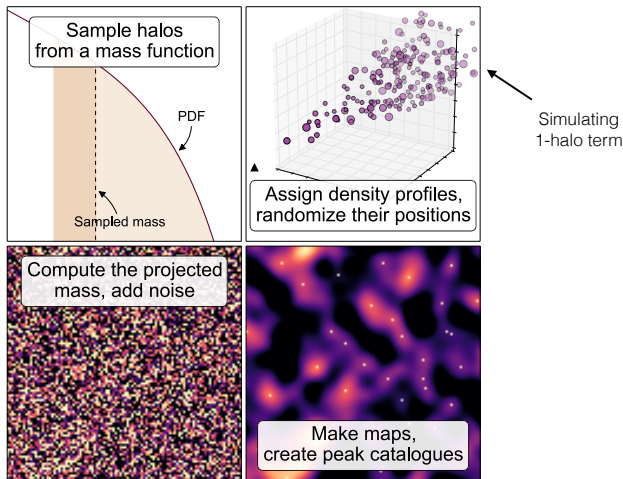 Sample halos
from a mass function
PDF
Sampled mass
Assign density profiles,
randomize their positions
Simulating
1-halo term
Compute the projected
mass, add noise
Make maps,
create peak catalogues